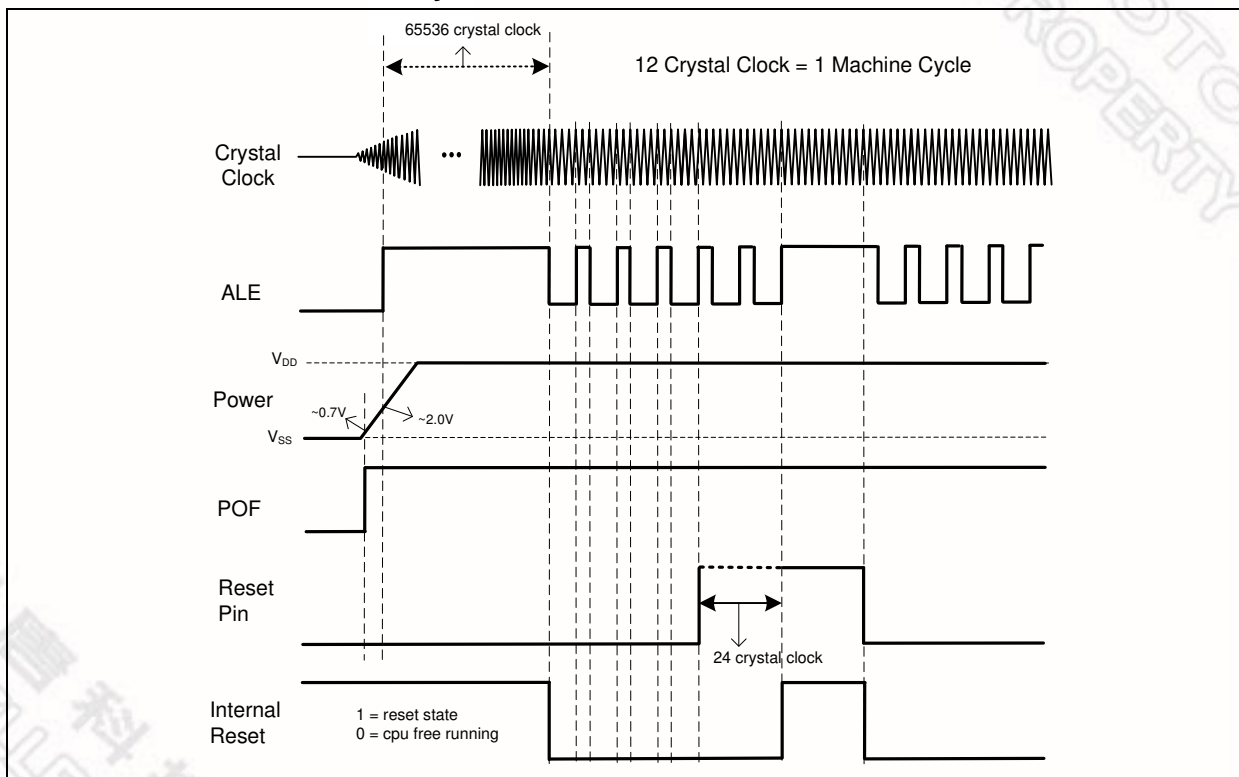 65536 crystal clock
12 Crystal Clock = 1 Machine Cycle
Crystal
Clock
...
ALE
VDD
Power
~0.7V
~2.0V
VSS
POF
Reset
Pin
24 crystal clock
Internal
Reset
1 = reset state
0 = cpu free running